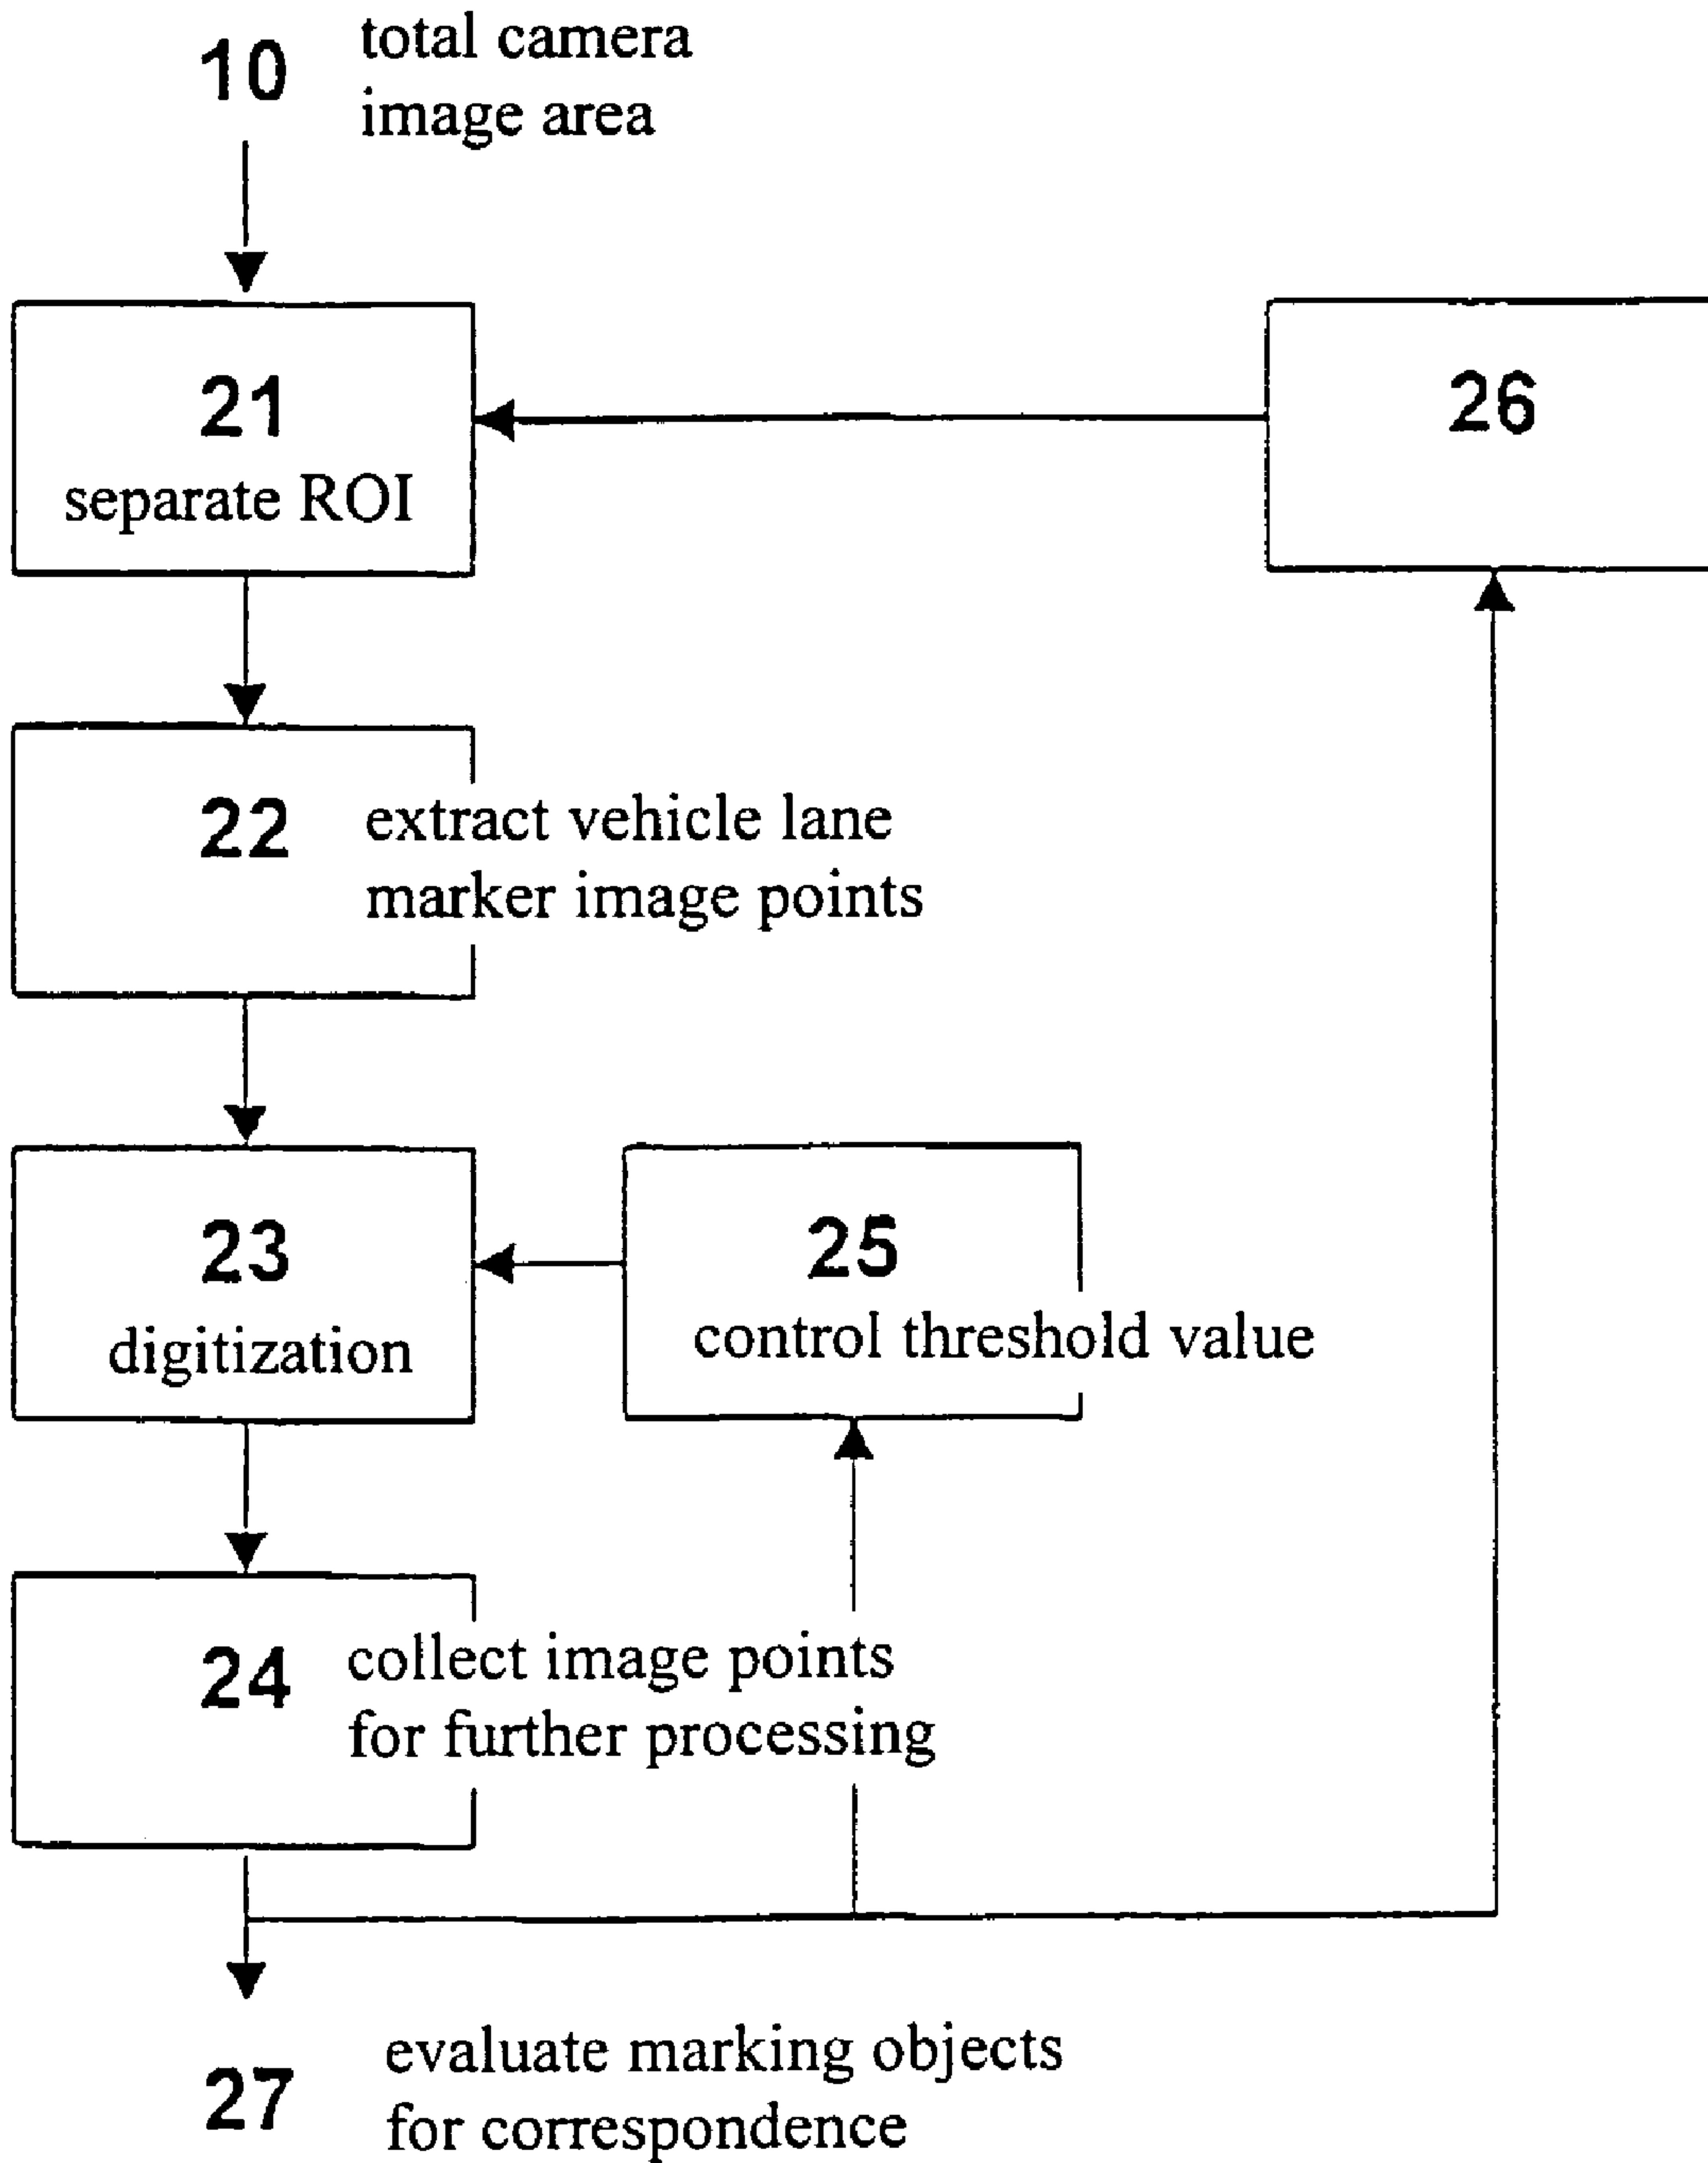 10
total camera
image area
21
separate ROI
26
22
extract vehicle lane
marker image points
23
digitization
25
control threshold value
24
collect image points
for further processing
27
evaluate marking objects
for correspondence